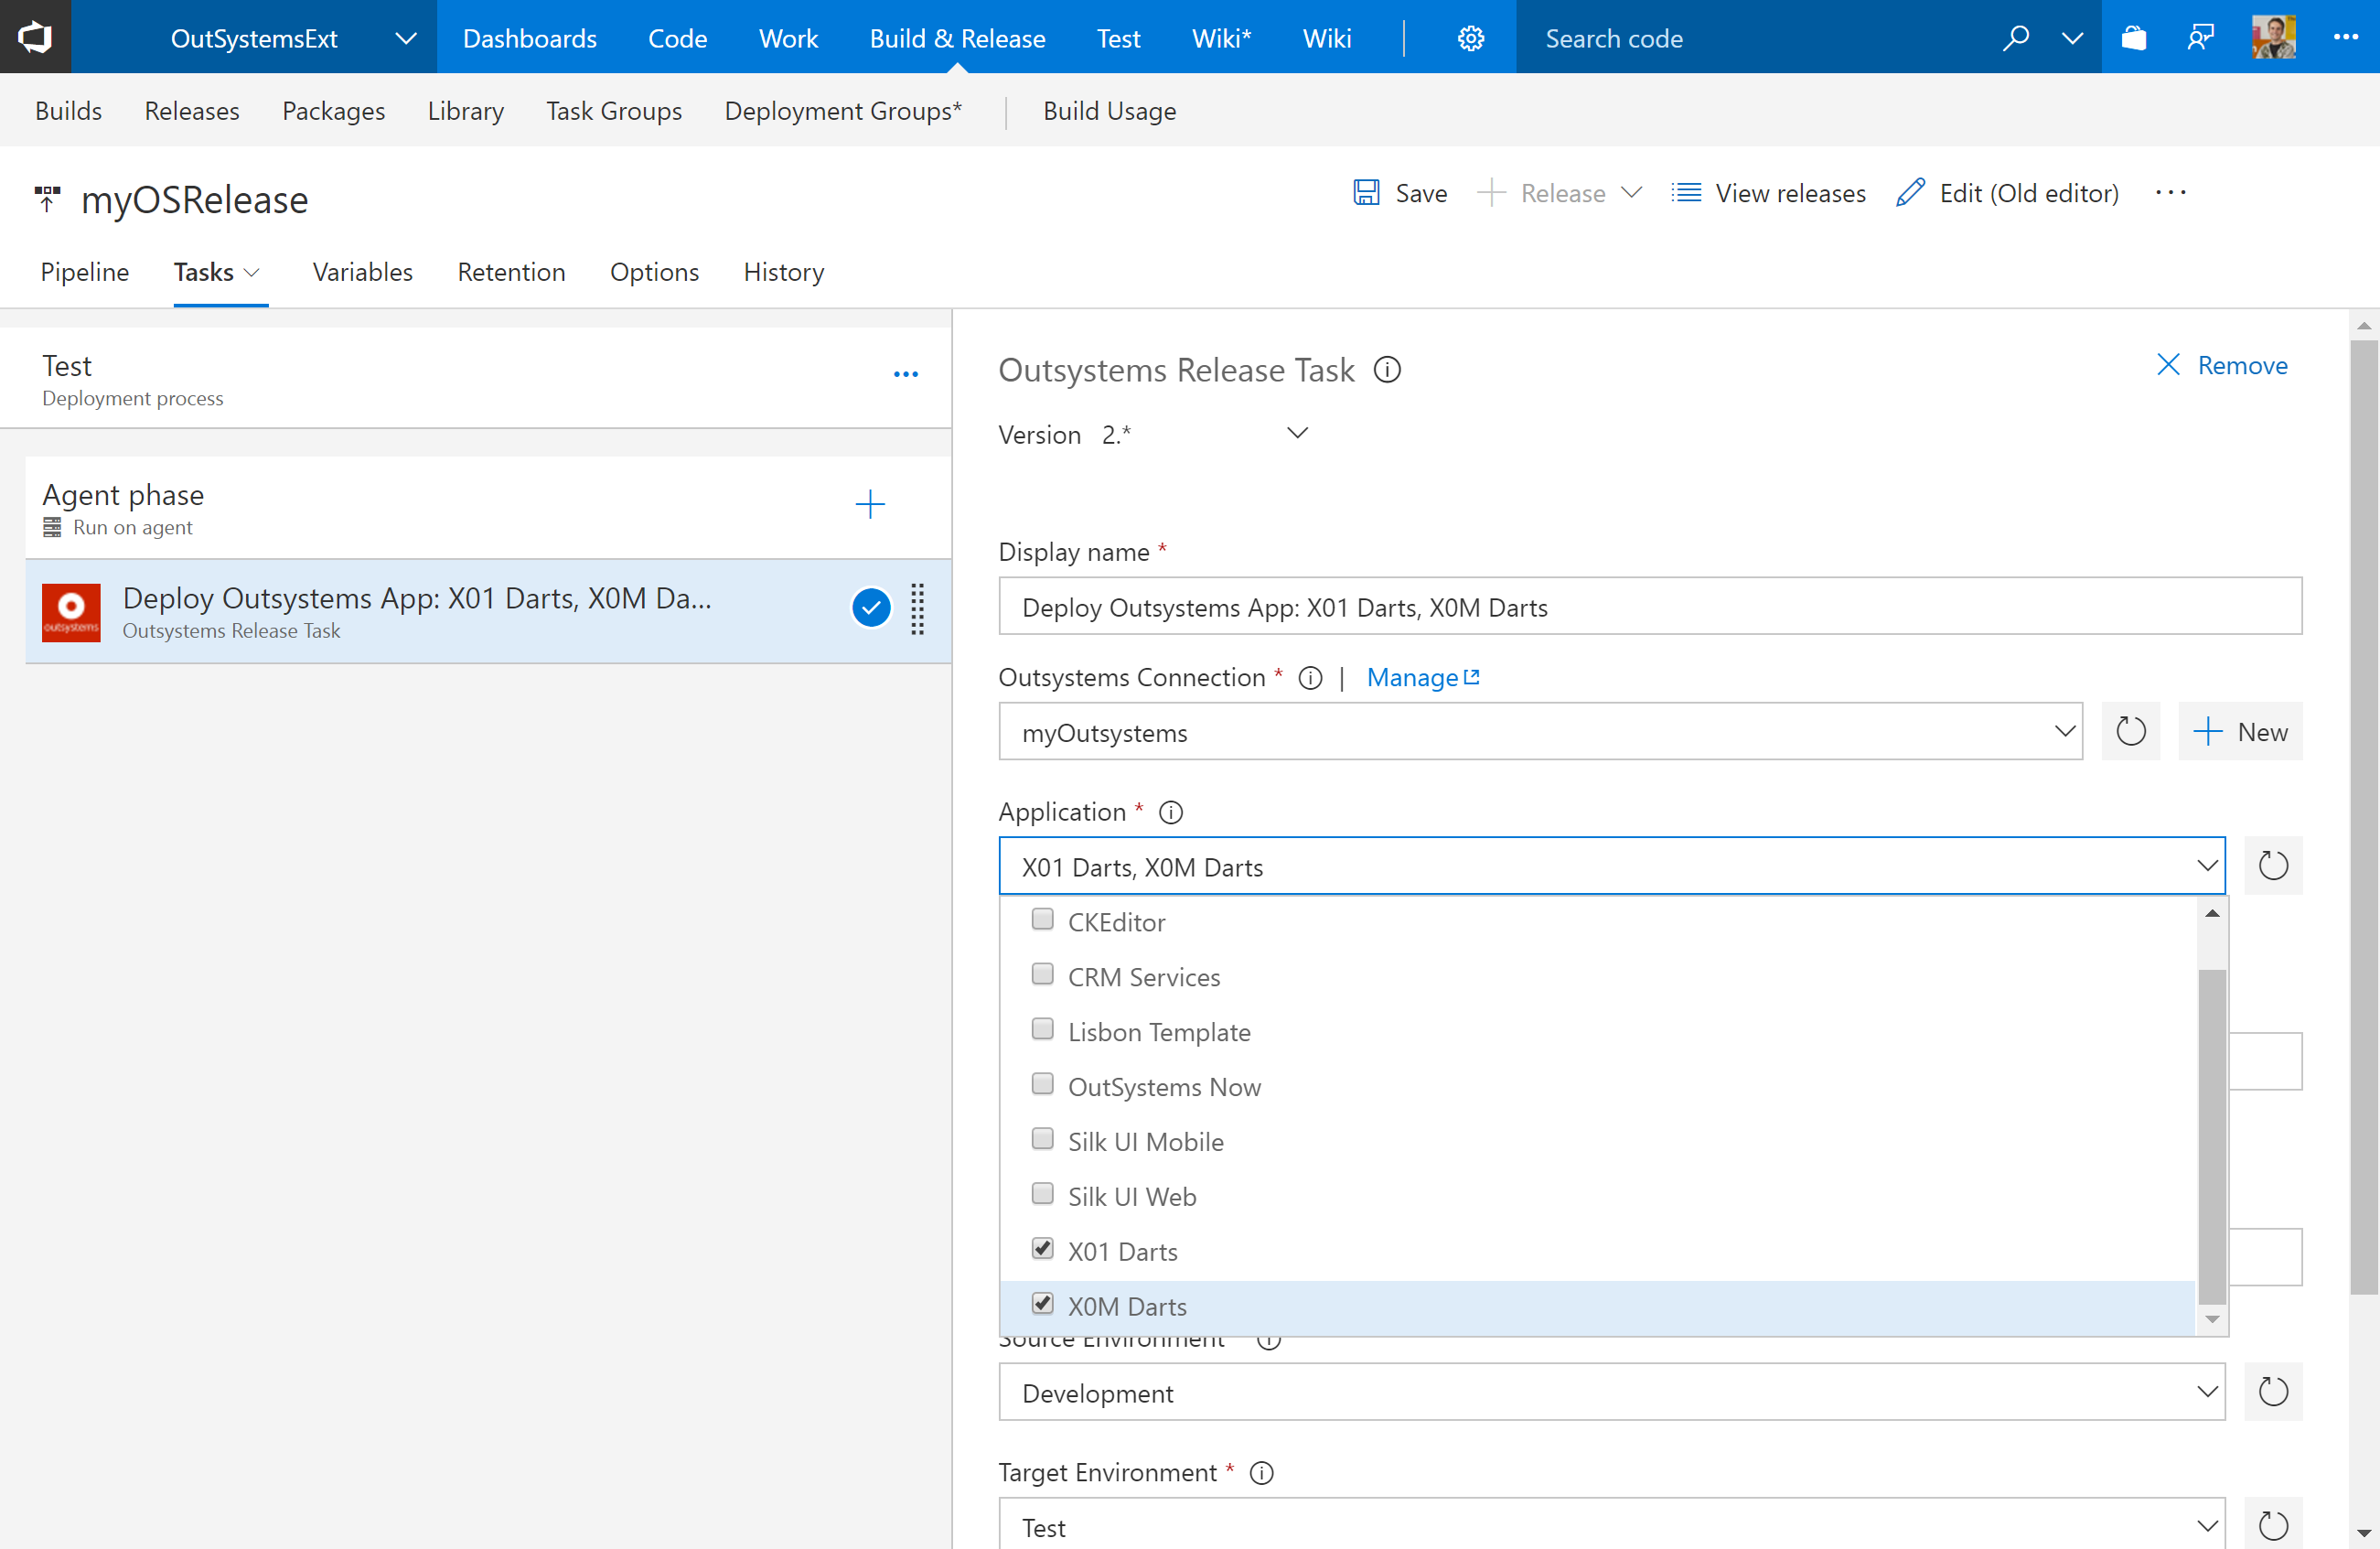 OutSystemsExt
Dashboards Code Work Build & Release Test Wiki* Wiki
Search code
Builds Releases Packages Library Task Groups Deployment Groups* | Build Usage
myOSRelease
Save Release View releases Edit (Old editor) ...
Pipeline Tasks Variables Retention Options History
Test
Deployment process
Agent phase
Run on agent
Deploy Outsystems App: X01 Darts, X0M Da...
Outsystems Release Task
outsystems
Outsystems Release Task
Remove
Version 2.*
Display name *
Deploy Outsystems App: X01 Darts, X0M Darts
Outsystems Connection * | Manage
myOutsystems
New
Application *
X01 Darts, X0M Darts
CKEditor
CRM Services
Lisbon Template
OutSystems Now
Silk UI Mobile
Silk UI Web
X01 Darts
X0M Darts
Source Environment
Development
Target Environment *
Test